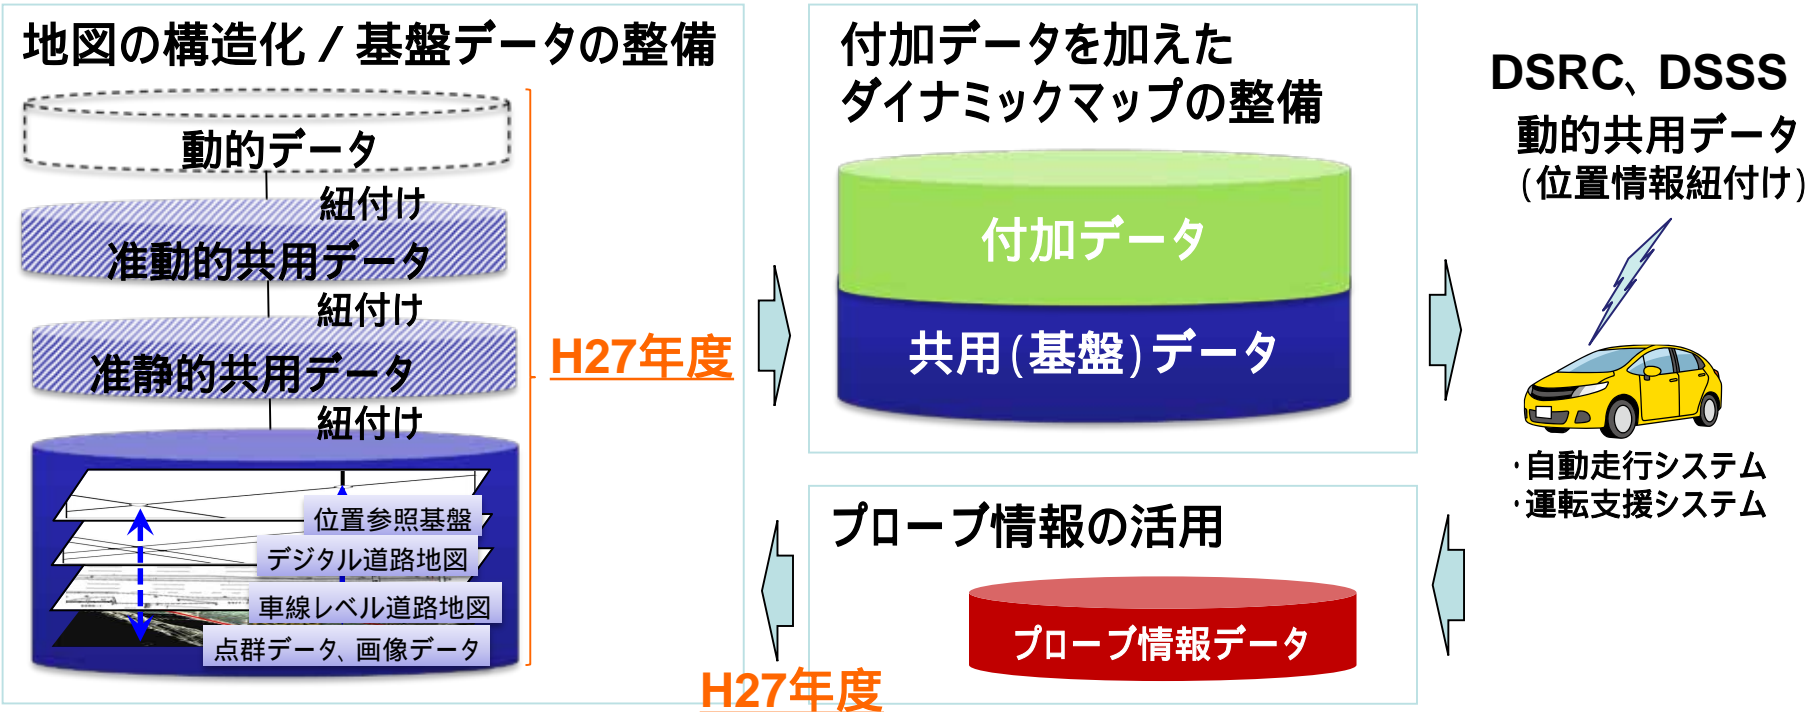 地図の構造化／基盤データの整備
動的データ
紐付け
准動的共用データ
紐付け
准静的共用データ
紐付け
位置参照基盤
デジタル道路地図
車線レベル道路地図
点群データ、画像データ
H27年度
付加データを加えた
ダイナミックマップの整備
付加データ
共用(基盤)データ
プローブ情報の活用
プローブ情報データ
H27年度
DSRC、DSSS
動的共用データ
(位置情報紐付け)
・自動走行システム
・運転支援システム